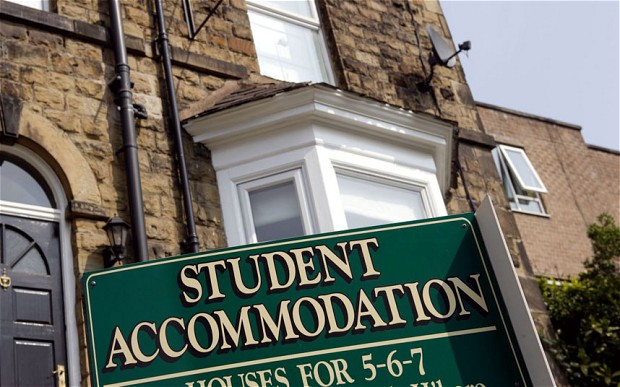 STUDENT
ACCOMMODATION
HOUSES FOR 5-6-7